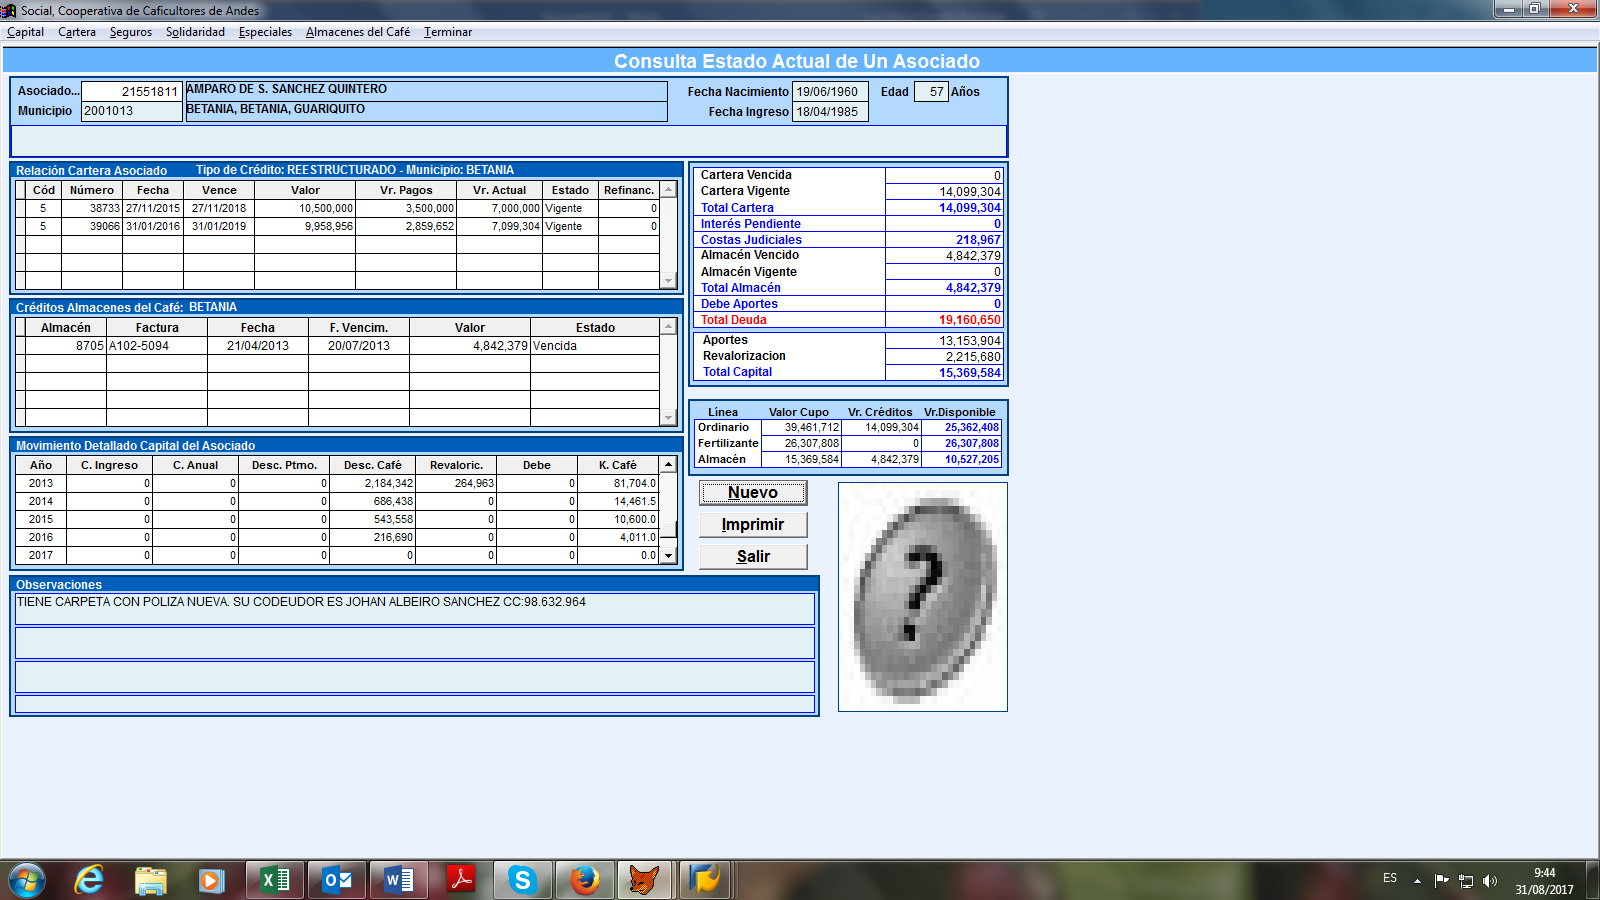 Social, Cooperativa de Caficultores de Andes
Capital Cartera Seguros Solidaridad Especiales Almacenes del Café Terminar
Consulta Estado Actual de Un Asociado
Asociado... 21551811 AMPARO DE S. SANCHEZ QUINTERO Fecha Nacimiento 19/06/1960 Edad 57 Años
Municipio 2001013 BETANIA, BETANIA, GUARIQUITO Fecha Ingreso 18/04/1985
Relación Cartera Asociado Tipo de Crédito: REESTRUCTURADO - Municipio: BETANIA
Cód Número Fecha Vence Valor Vr. Pagos Vr. Actual Estado Refinanc.
5 38733 27/11/2015 27/11/2018 10,500,000 3,500,000 7,000,000 Vigente 0
5 39066 31/01/2016 31/01/2019 9,958,956 2,859,652 7,099,304 Vigente 0
Cartera Vencida 0
Cartera Vigente 14,099,304
Total Cartera 14,099,304
Interés Pendiente 0
Costas Judiciales 218,967
Almacén Vencido 4,842,379
Almacén Vigente 0
Total Almacén 4,842,379
Debe Aportes 0
Total Deuda 19,160,650
Aportes 13,153,904
Revalorizacion 2,215,680
Total Capital 15,369,584
Créditos Almacenes del Café: BETANIA
Almacén Factura Fecha F. Vencim. Valor Estado
8705 A102-5094 21/04/2013 20/07/2013 4,842,379 Vencida
Línea Valor Cupo Vr. Créditos Vr.Disponible
Ordinario 39,461,712 14,099,304 25,362,408
Fertilizante 26,307,808 0 26,307,808
Almacén 15,369,584 4,842,379 10,527,205
Movimiento Detallado Capital del Asociado
Año C. Ingreso C. Anual Desc. Ptmo. Desc. Café Revaloric. Debe K. Café
2013 0 0 0 2,184,342 264,963 0 81,704.0
2014 0 0 0 686,438 0 0 14,461.5
2015 0 0 0 543,558 0 0 10,600.0
2016 0 0 0 216,690 0 0 4,011.0
2017 0 0 0 0 0 0 0.0
Nuevo
Imprimir
Salir
?
Observaciones
TIENE CARPETA CON POLIZA NUEVA. SU CODEUDOR ES JOHAN ALBEIRO SANCHEZ CC:98.632.964
ES
9:44
31/08/2017